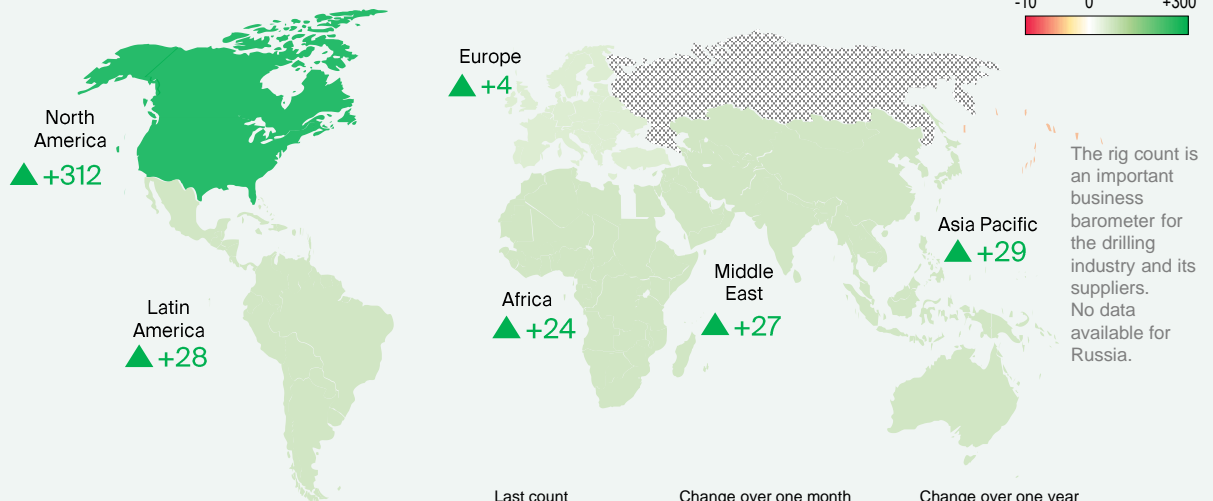 -10 0 +300
Europe
+4
North
America
+312
The rig count is
an important
business
barometer for
the drilling
industry and its
suppliers.
No data
available for
Russia.
Asia Pacific
+29
Middle
East
+27
Africa
+24
Latin
America
+28
Last count Change over one month Change over one year